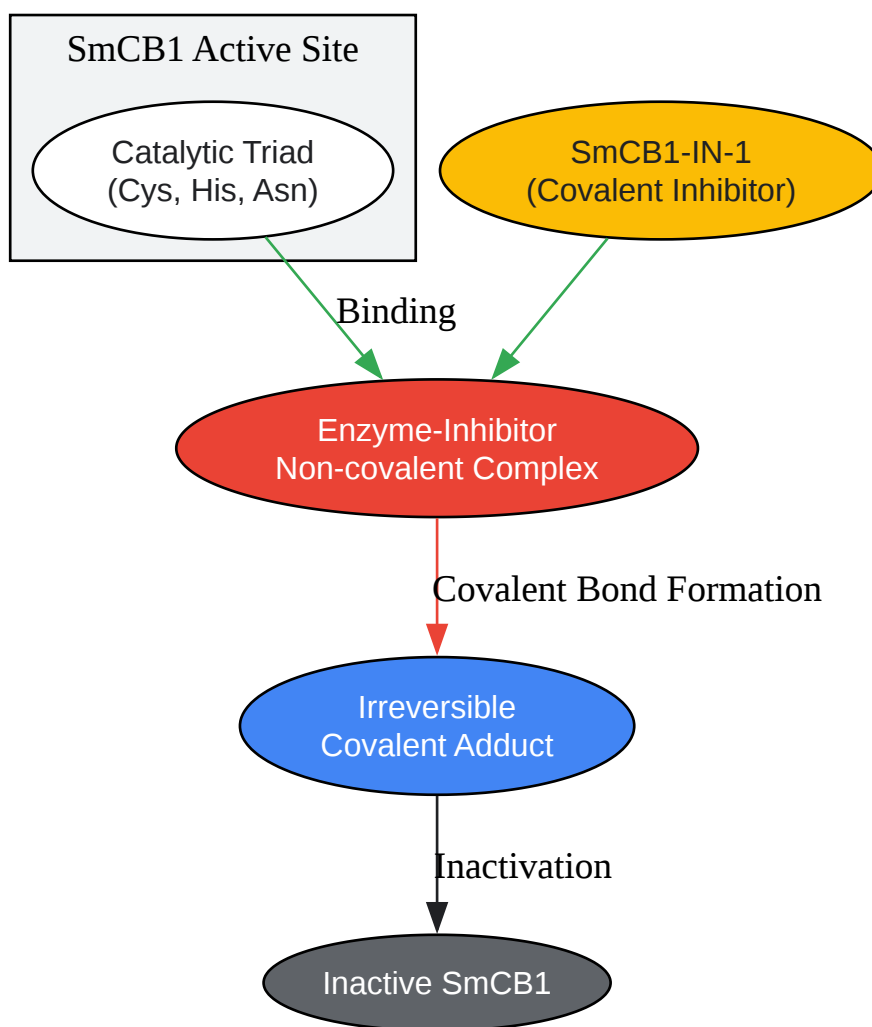 SmCB1 Active Site
Catalytic Triad
(Cys, His, Asn)
SmCB1-IN-1
(Covalent Inhibitor)
Binding
Enzyme-Inhibitor
Non-covalent Complex
Covalent Bond Formation
Irreversible
Covalent Adduct
Inactivation
Inactive SmCB1